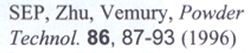 SEP, Zhu, Vemury, Powder
Technol. 86, 87-93 (1996)